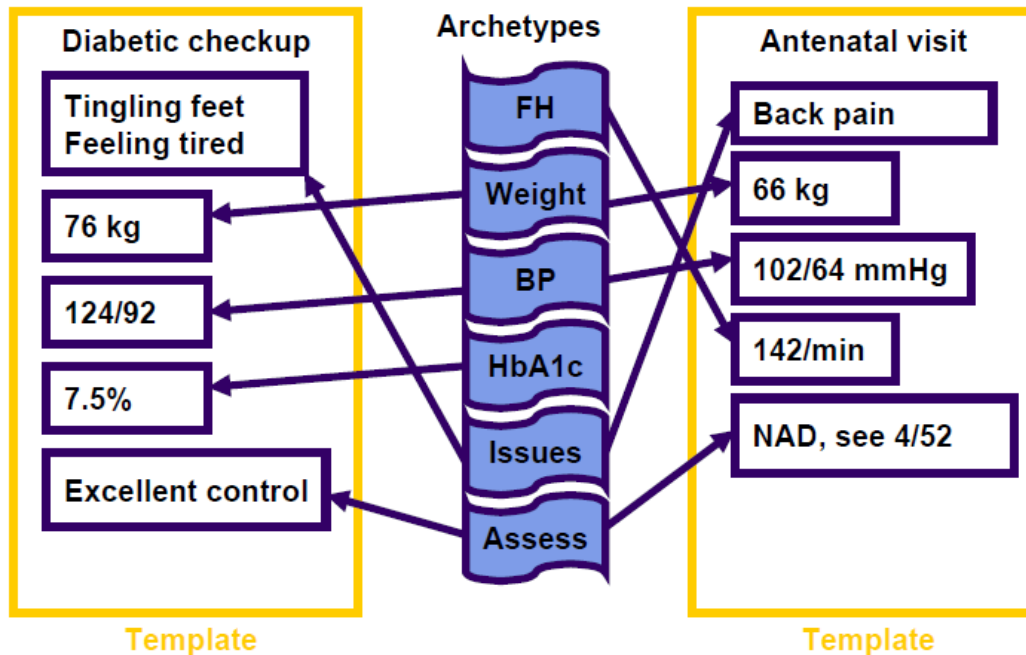 Diabetic checkup
Tingling feet
Feeling tired
76 kg
124/92
7.5%
Excellent control
Template
Archetypes
FH
Weight
BP
HbA1c
Issues
Assess
Antenatal visit
Back pain
66 kg
102/64 mmHg
142/min
NAD, see 4/52
Template